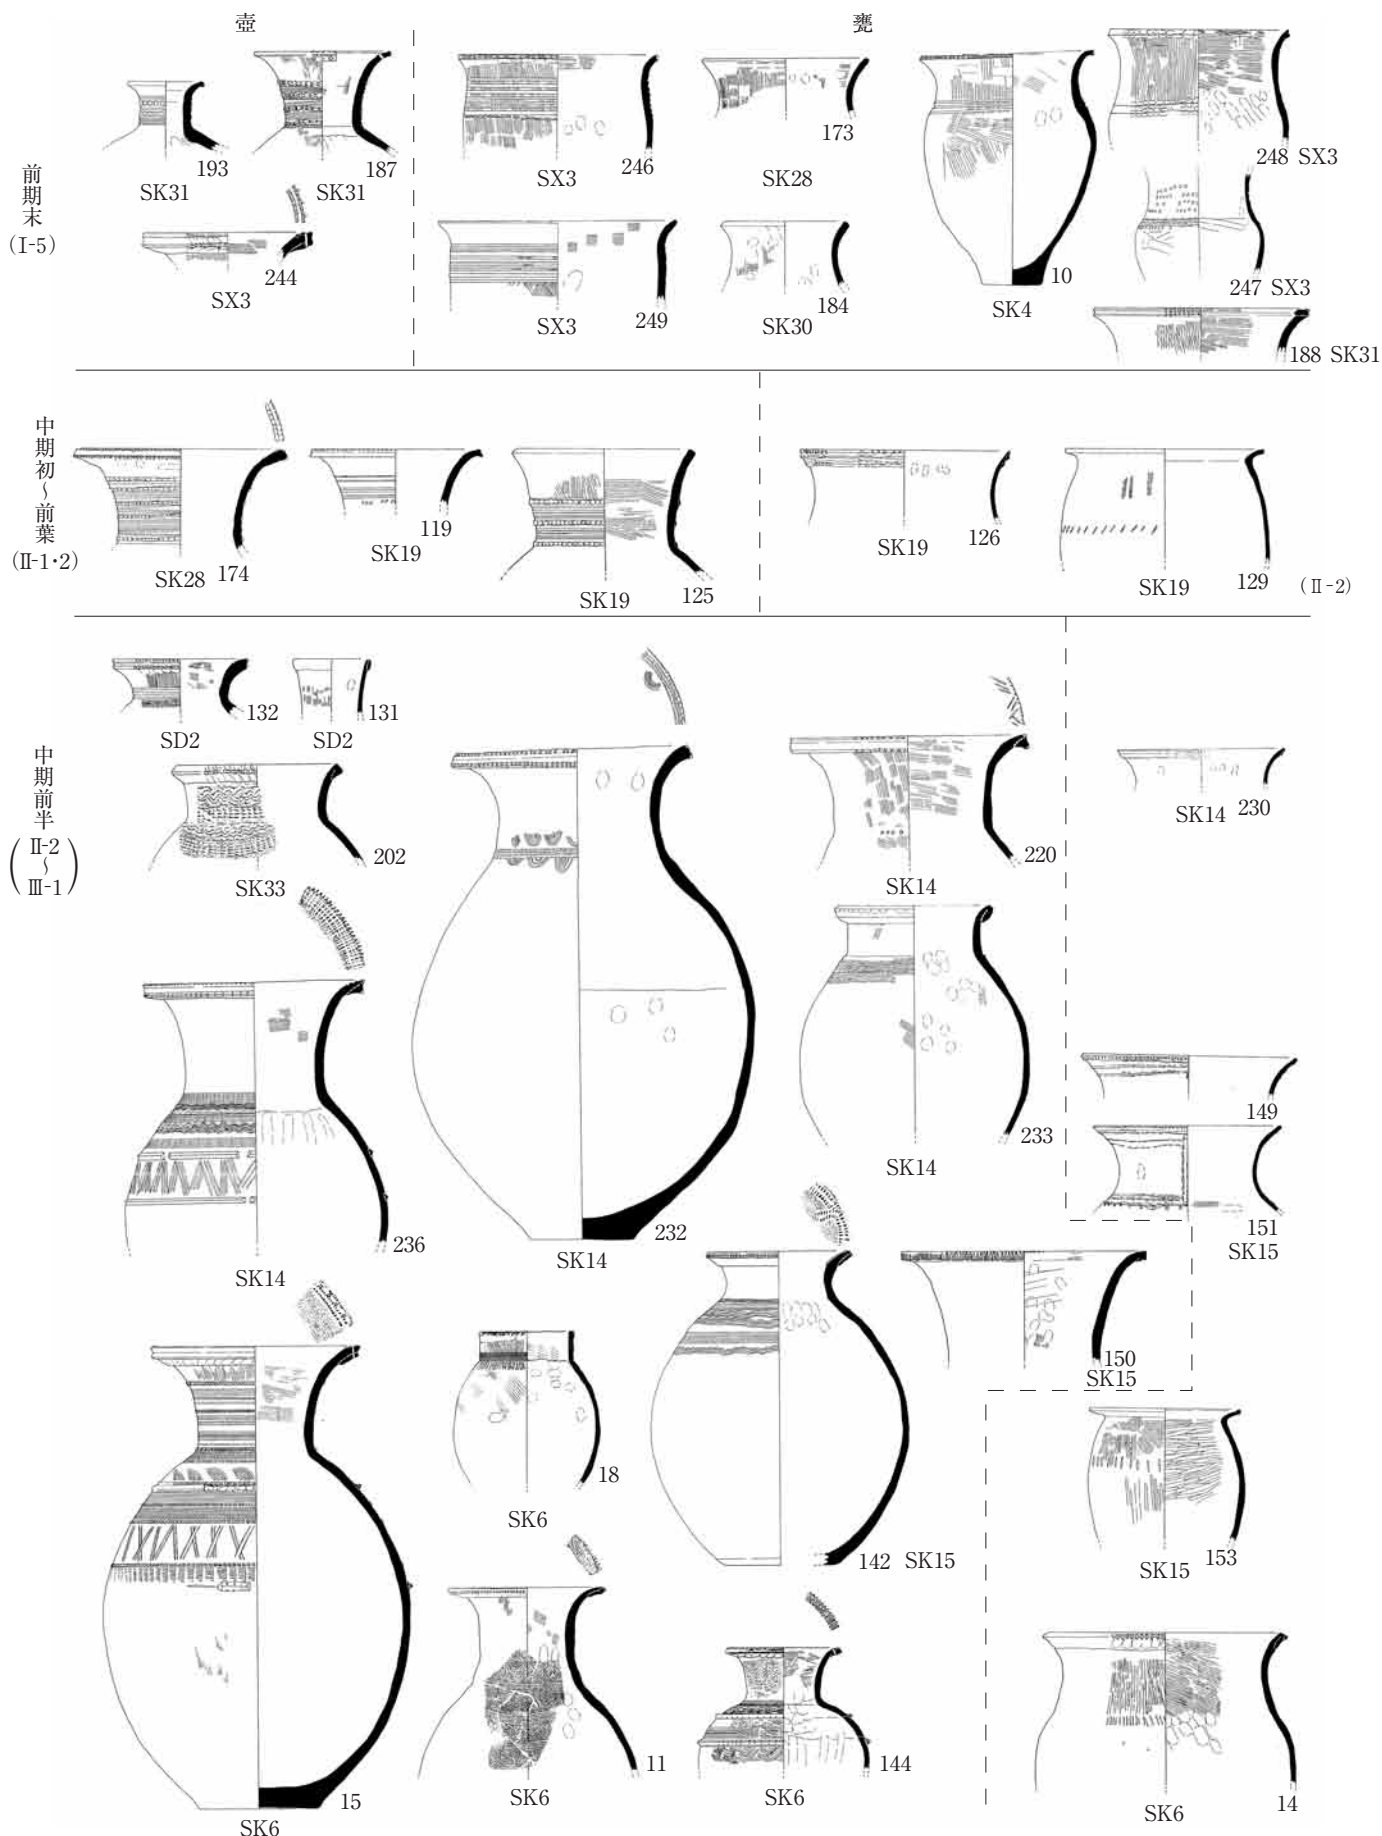 壺
甕
前期末
(I-5)
193
SK31
187
SK31
244
SX3
246
SX3
173
SK28
10
SK4
248 SX3
249
SX3
184
SK30
247 SX3
188 SK31
中期初~前葉
(II-1・2)
SK28 174
119
SK19
SK19 125
SK19 126
SK19 129
(II-2)
中期前半
(II-2
~
III-1)
132
SD2
131
SD2
202
SK33
232
SK14
220
SK14
SK14 230
233
SK14
236
SK14
149
151
SK15
150
SK15
18
SK6
142 SK15
SK15 153
15
SK6
11
SK6
144
SK6
14
SK6